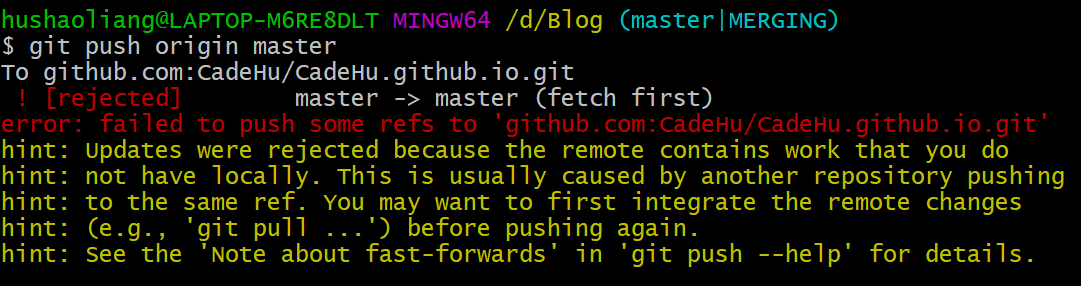 hushaoliang@LAPTOP-M6RE8DLT MINGW64 /d/Blog (master|MERGING)
$ git push origin master
To github.com:CadeHu/CadeHu.github.io.git
 ! [rejected]        master -> master (fetch first)
error: failed to push some refs to 'github.com:CadeHu/CadeHu.github.io.git'
hint: Updates were rejected because the remote contains work that you do
hint: not have locally. This is usually caused by another repository pushing
hint: to the same ref. You may want to first integrate the remote changes
hint: (e.g., 'git pull ...') before pushing again.
hint: See the 'Note about fast-forwards' in 'git push --help' for details.